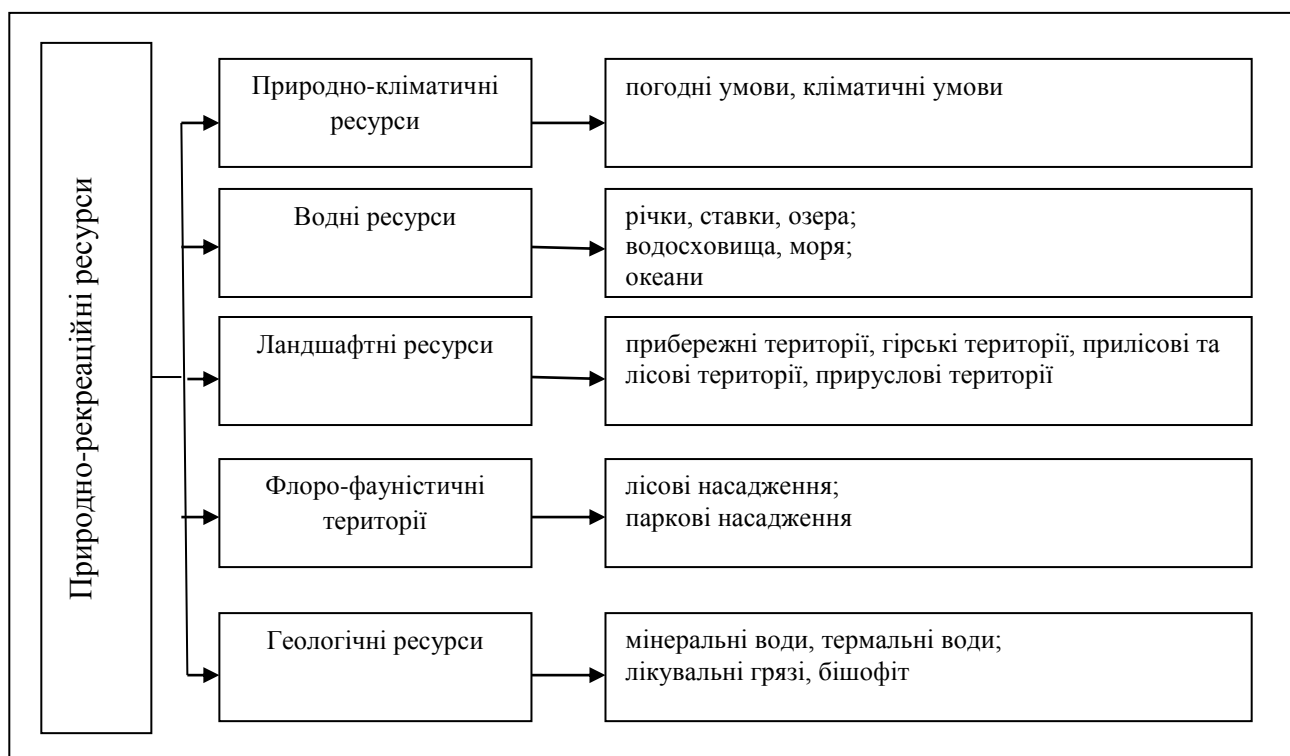 Природно-рекреаційні ресурси
Природно-кліматичні
ресурси
погодні умови, кліматичні умови
Водні ресурси
річки, ставки, озера;
водосховища, моря;
океани
Ландшафтні ресурси
прибережні території, гірські території, прилісові та
лісові території, прируслові території
Флоро-фауністичні
території
лісові насадження;
паркові насадження
Геологічні ресурси
мінеральні води, термальні води;
лікувальні грязі, бішофіт